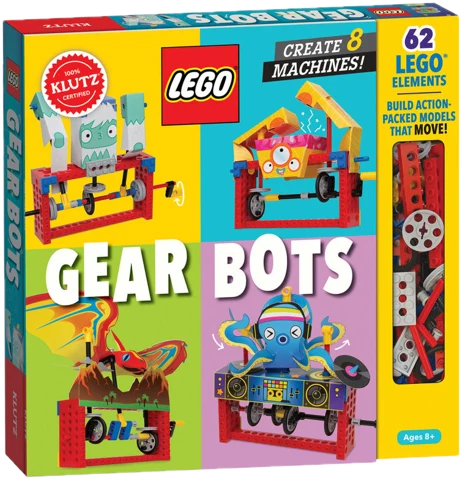 KLUTZ
100%
KLUTZ
CERTIFIED
LEGO
CREATE 8
MACHINES!
62
LEGO
ELEMENTS
BUILD ACTION-
PACKED MODELS
THAT MOVE!
GEAR BOTS
GEAR BOTS
KLUTZ
Ages 8+